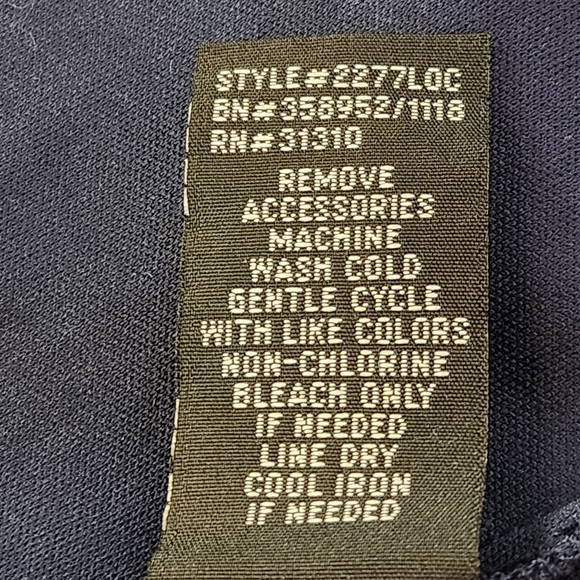 STYLE#2277LOC
BN#358952/1118
RN#31310
REMOVE
ACCESSORIES
MACHINE
WASH COLD
GENTLE CYCLE
WITH LIKE COLORS
NON-CHLORINE
BLEACH ONLY
IF NEEDED
LINE DRY
COOL IRON
IF NEEDED